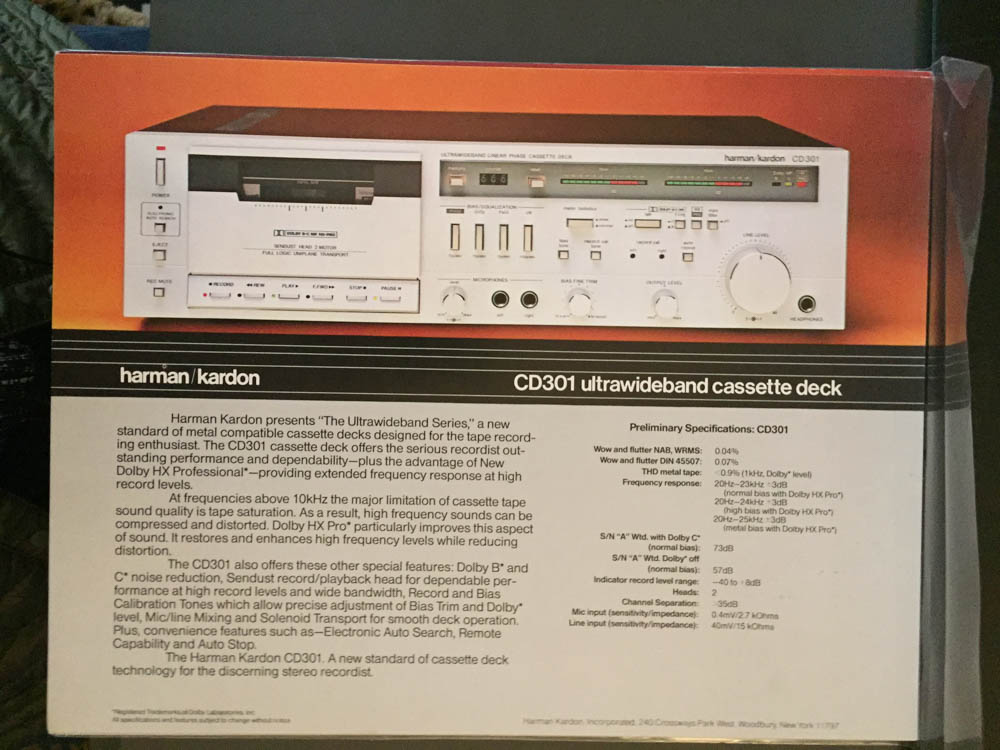 ULTRAWIDEBAND LINEAR PHASE CASSETTE DECK
harman/kardon CD301
POWER
ELECTRONIC
AUTO SEARCH
EJECT
REC MUTE
DOLBY B-C NR HX-PRO
SENDUST HEAD 2 MOTOR
FULL LOGIC UNIPLANE TRANSPORT
RECORD
REW
PLAY
F.FWD
STOP
PAUSE
BIAS/EQUALIZATION
MICROPHONES
left
right
BIAS FINE TRIM
record cal
OUTPUT LEVEL
LINE LEVEL
HEADPHONES
harman/kardon
CD301 ultrawideband cassette deck
Harman Kardon presents "The Ultrawideband Series," a new
standard of metal compatible cassette decks designed for the tape record-
ing enthusiast. The CD301 cassette deck offers the serious recordist out-
standing performance and dependability—plus the advantage of New
Dolby HX Professional*—providing extended frequency response at high
record levels.
At frequencies above 10kHz the major limitation of cassette tape
sound quality is tape saturation. As a result, high frequency sounds can be
compressed and distorted. Dolby HX Pro* particularly improves this aspect
of sound. It restores and enhances high frequency levels while reducing
distortion.
The CD301 also offers these other special features: Dolby B* and
C* noise reduction, Sendust record/playback head for dependable per-
formance at high record levels and wide bandwidth, Record and Bias
Calibration Tones which allow precise adjustment of Bias Trim and Dolby*
level, Mic/line Mixing and Solenoid Transport for smooth deck operation.
Plus, convenience features such as—Electronic Auto Search, Remote
Capability and Auto Stop.
The Harman Kardon CD301. A new standard of cassette deck
technology for the discerning stereo recordist.
*Registered Trademarks of Dolby Laboratories, Inc.
All specifications and features subject to change without notice
Preliminary Specifications: CD301
Wow and flutter NAB, WRMS: 0.04%
Wow and flutter DIN 45507: 0.07%
THD metal tape: <0.9% (1kHz, Dolby* level)
Frequency response: 20Hz–23kHz ±3dB
(normal bias with Dolby HX Pro*)
20Hz–24kHz ±3dB
(high bias with Dolby HX Pro*)
20Hz–25kHz ±3dB
(metal bias with Dolby HX Pro*)
S/N "A" Wtd. with Dolby C*
(normal bias): 73dB
S/N "A" Wtd. Dolby* off
(normal bias): 57dB
Indicator record level range: –40 to +8dB
Heads: 2
Channel Separation: 35dB
Mic input (sensitivity/impedance): 0.4mV/2.7 kOhms
Line input (sensitivity/impedance): 40mV/15 kOhms
Harman Kardon, Incorporated, 240 Crossways Park West, Woodbury, New York 11797